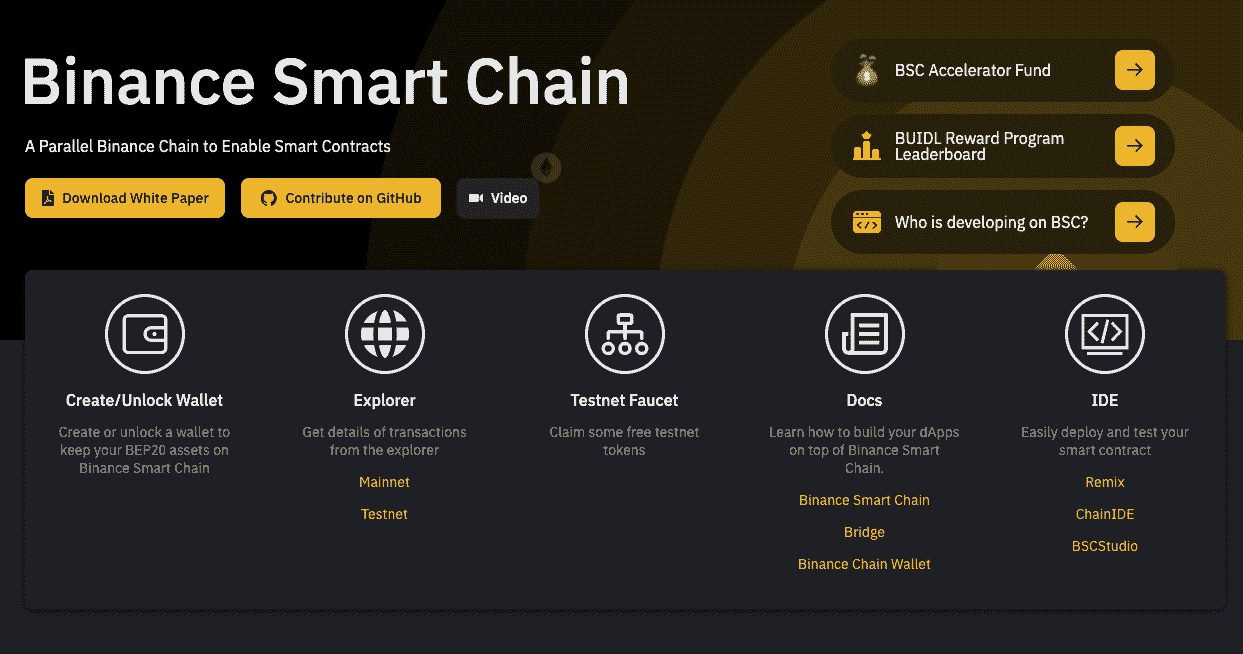 Binance Smart Chain
A Parallel Binance Chain to Enable Smart Contracts
Download White Paper
Contribute on GitHub
Video
BSC Accelerator Fund
BUIDL Reward Program
Leaderboard
Who is developing on BSC?
Create/Unlock Wallet
Create or unlock a wallet to
keep your BEP20 assets on
Binance Smart Chain
Explorer
Get details of transactions
from the explorer
Mainnet
Testnet
Testnet Faucet
Claim some free testnet
tokens
Docs
Learn how to build your dApps
on top of Binance Smart
Chain.
Binance Smart Chain
Bridge
Binance Chain Wallet
IDE
Easily deploy and test your
smart contract
Remix
ChainIDE
BSCStudio